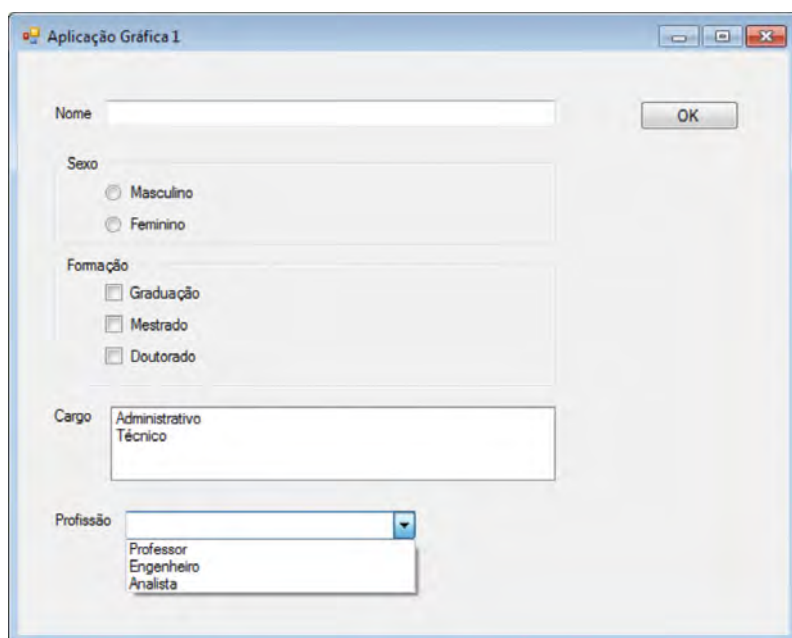 Aplicação Gráfica 1
Nome
OK
Sexo
Masculino
Feminino
Formação
Graduação
Mestrado
Doutorado
Cargo
Administrativo
Técnico
Profissão
Professor
Engenheiro
Analista